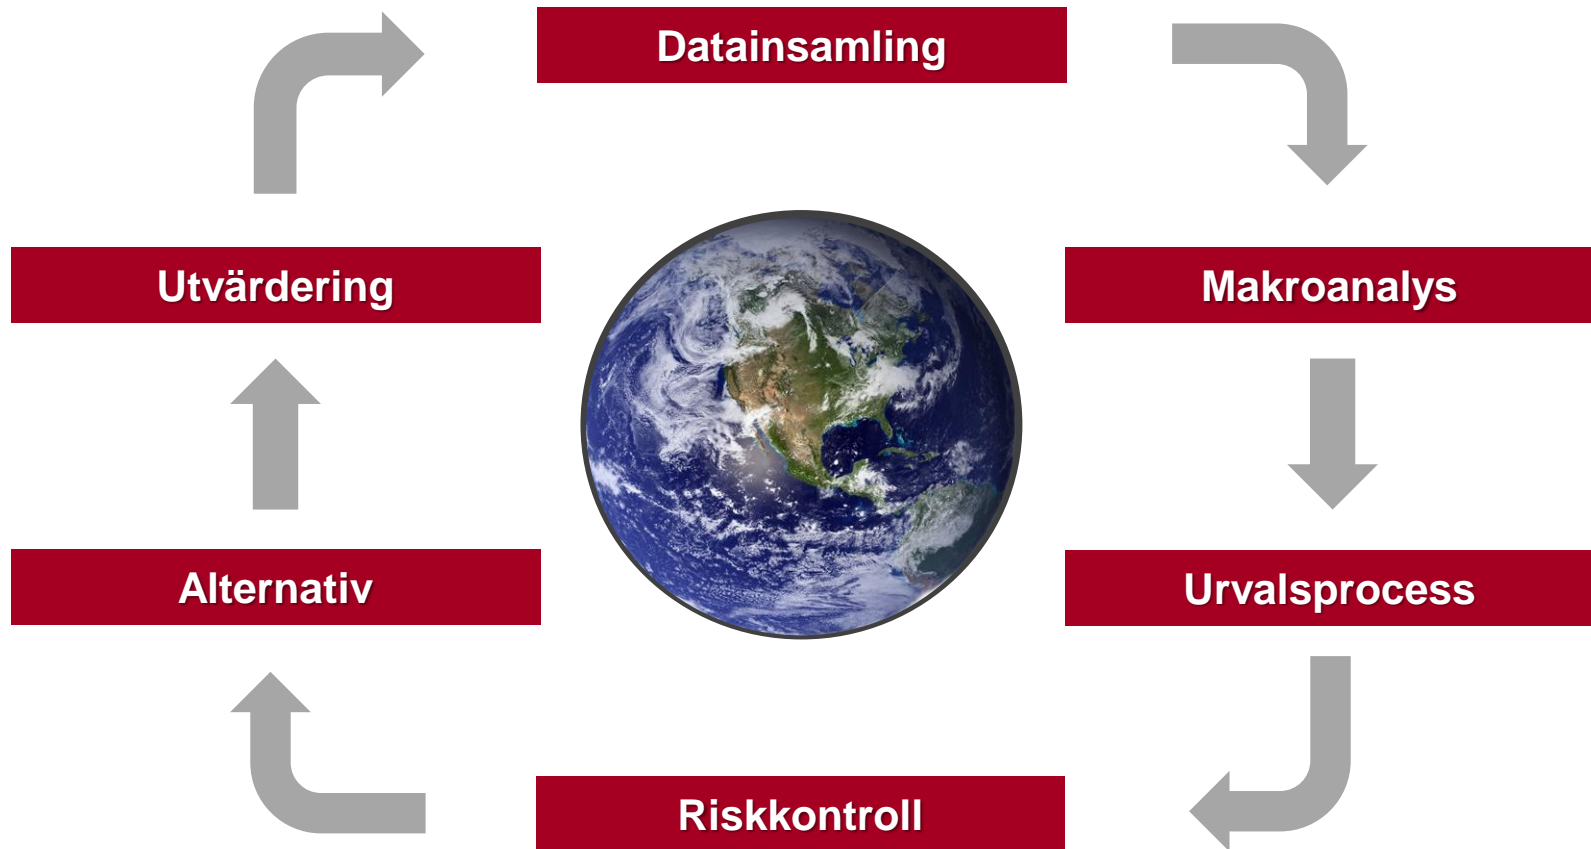 Datainsamling
Utvärdering
Makroanalys
Alternativ
Urvalsprocess
Riskkontroll